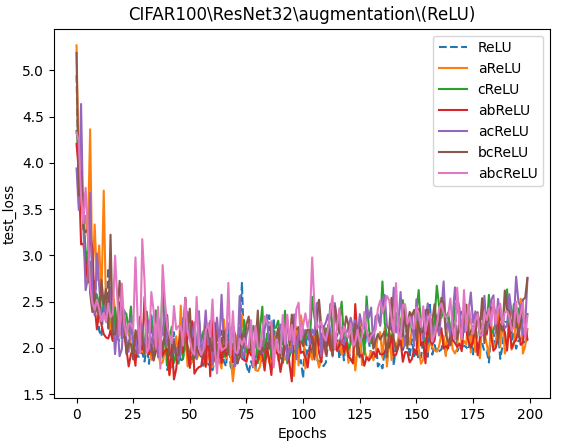 CIFAR100\ResNet32\augmentation\(ReLU)
test_loss
5.0
4.5
4.0
3.5
3.0
2.5
2.0
1.5
ReLU
aReLU
cReLU
abReLU
acReLU
bcReLU
abcReLU
0 25 50 75 100 125 150 175 200
Epochs